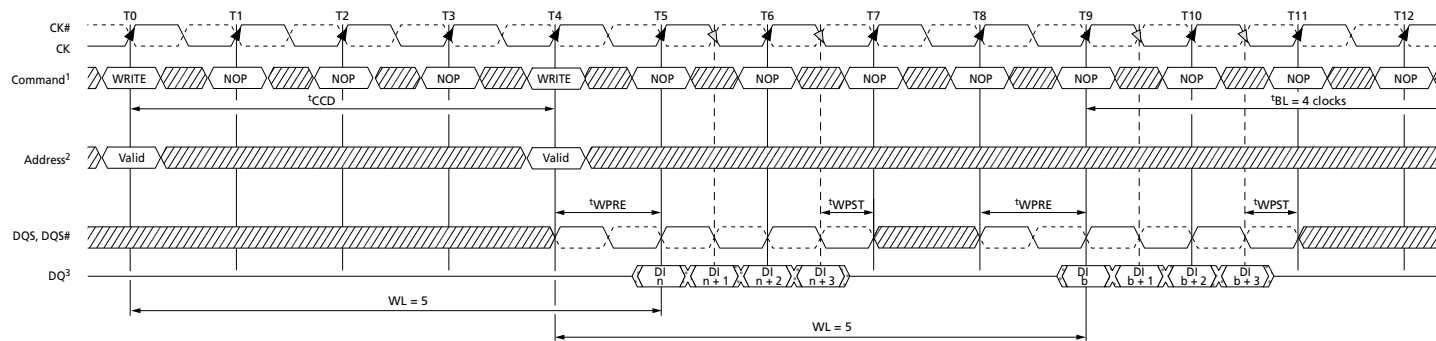 T0 T1 T2 T3 T4 T5 T6 T7 T8 T9 T10 T11 T12
CK#
CK
Command1 WRITE NOP NOP NOP WRITE NOP NOP NOP NOP NOP NOP NOP NOP
tCCD tBL = 4 clocks
Address2 Valid Valid
tWPRE tWPST tWPRE tWPST
DQS, DQS#
DQ3 DI n DI n + 1 DI n + 2 DI n + 3 DI b DI b + 1 DI b + 2 DI b + 3
WL = 5
WL = 5